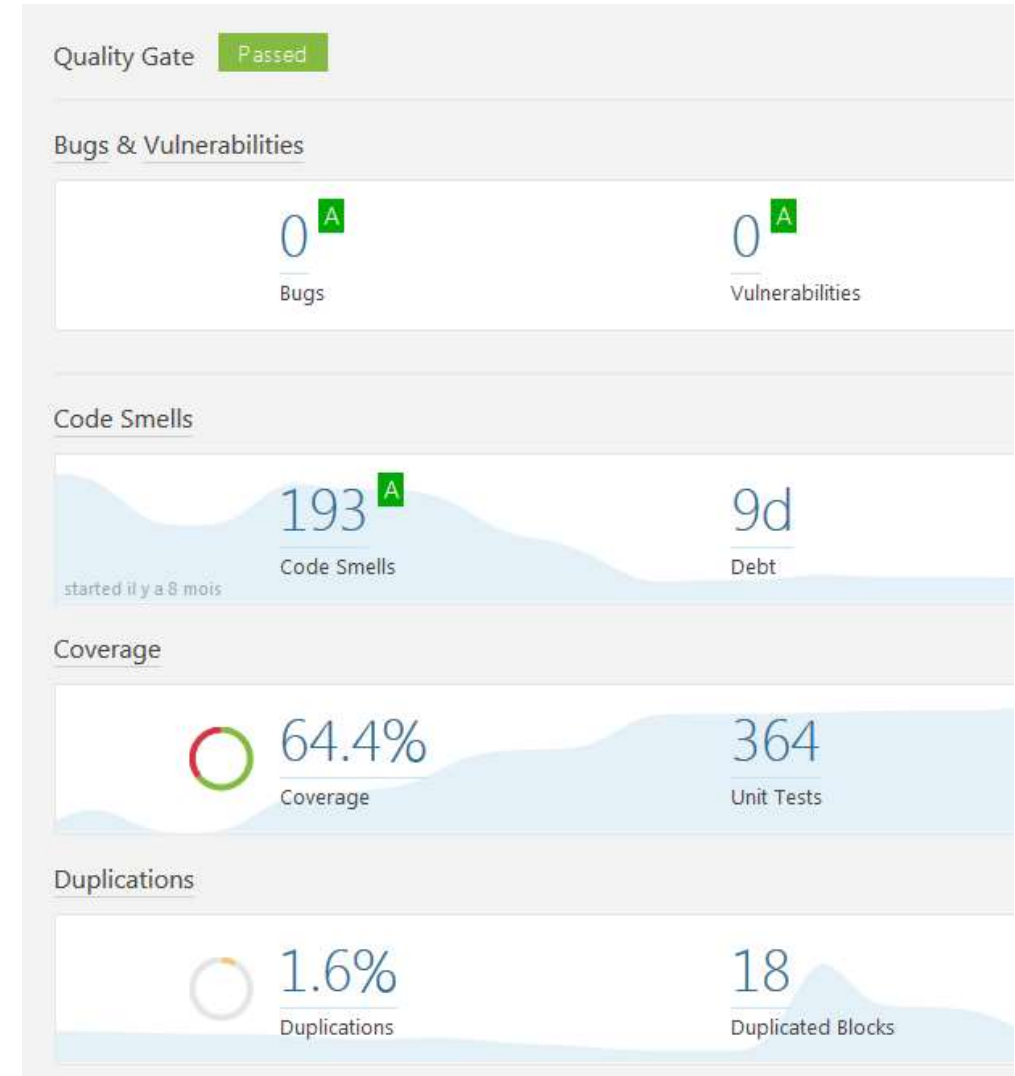 Quality Gate Passed
Bugs & Vulnerabilities
0 A 0 A
Bugs Vulnerabilities
Code Smells
193 A 9d
Code Smells Debt
started il y a 8 mois
Coverage
64.4% 364
Coverage Unit Tests
Duplications
1.6% 18
Duplications Duplicated Blocks